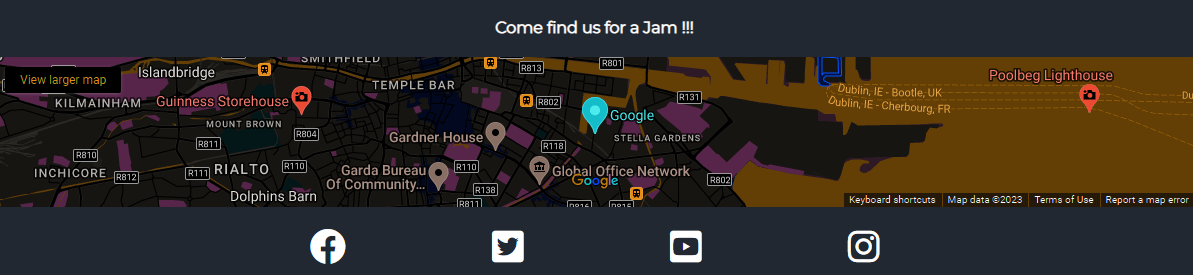 Come find us for a Jam !!!
View larger map
Islandbridge
SMITHFIELD
R813
R801
Poolbeg Lighthouse
TEMPLE BAR
Dublin, IE - Bootle, UK
Dublin, IE - Cherbourg, FR
Du
KILMAINHAM
Guinness Storehouse
R802
R131
Google
MOUNT BROWN
R804
Gardner House
STELLA GARDENS
R811
R118
R810
RIALTO
R110
Garda Bureau
Of Community...
R110
Global Office Network
INCHICORE
R812
R111
Google
R802
R138
Dolphins Barn
R811
R816
R815
Keyboard shortcuts
Map data ©2023
Terms of Use
Report a map error